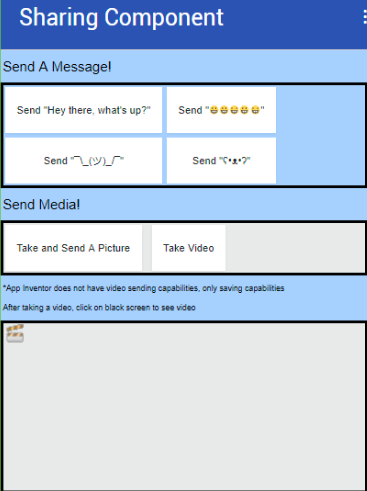 Sharing Component
Send A Message!
Send "Hey there, what's up?"
Send "😀😀😀😀😀"
Send "¯\_(ツ)_/¯"
Send "ʕ•ᴥ•ʔ"
Send Media!
Take and Send A Picture
Take Video
*App Inventor does not have video sending capabilities, only saving capabilities
After taking a video, click on black screen to see video